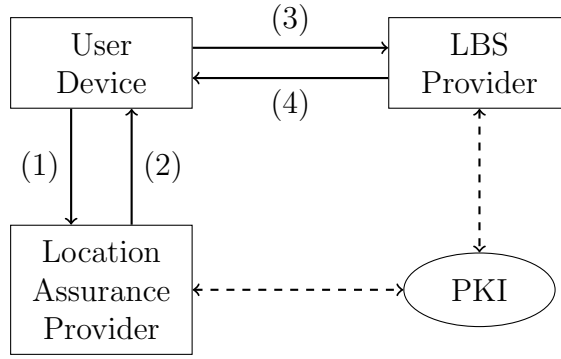 User
Device
(3)
(4)
LBS
Provider
(1)
(2)
Location
Assurance
Provider
PKI